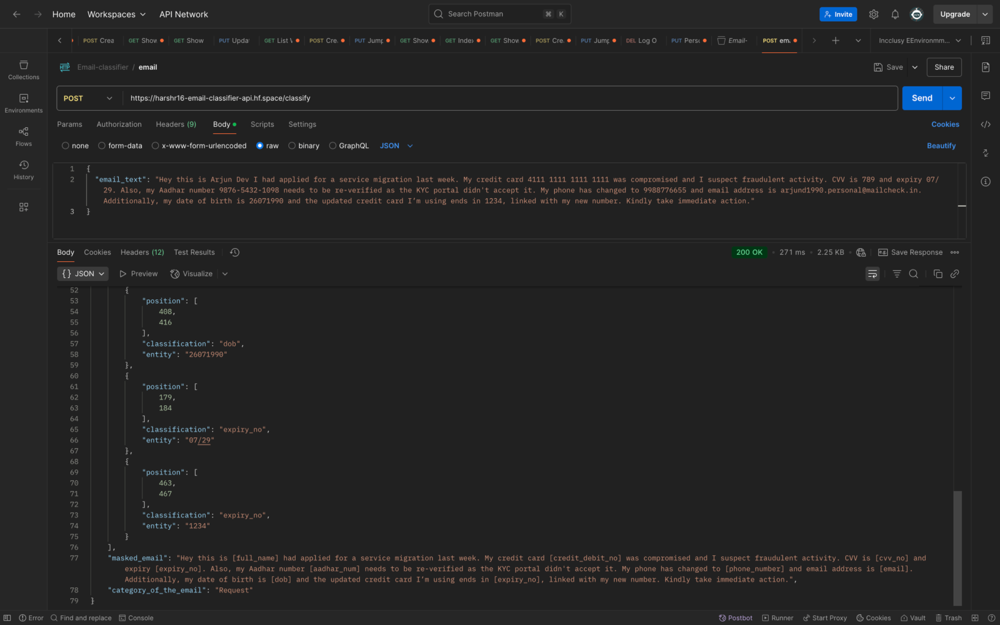 Home Workspaces API Network Search Postman ⌘ K Invite Upgrade
POST Crea GET Show GET Show PUT Upda GET List POST Cre. PUT Jump GET Show GET Index GET Show POST Cre. PUT Jump DEL Log O PUT Perso Email- POST ema Incclusy EEnvironmm...
HTTP Email-classifier / email Save Share
Collections
Environments
Flows
History
POST https://harshr16-email-classifier-api.hf.space/classify Send
Params Authorization Headers (9) Body Scripts Settings Cookies
none form-data x-www-form-urlencoded raw binary GraphQL JSON Beautify
1 {
2 "email_text": "Hey this is Arjun Dev I had applied for a service migration last week. My credit card 4111 1111 1111 1111 was compromised and I suspect fraudulent activity. CVV is 789 and expiry 07/
29. Also, my Aadhar number 9876-5432-1098 needs to be re-verified as the KYC portal didn't accept it. My phone has changed to 9988776655 and email address is arjund1990.personal@mailcheck.in.
Additionally, my date of birth is 26071990 and the updated credit card I’m using ends in 1234, linked with my new number. Kindly take immediate action."
3 }
Body Cookies Headers (12) Test Results 200 OK • 271 ms • 2.25 KB • e.g. Save Response
{} JSON Preview Visualize
52 {
53 "position": [
54 408,
55 416
56 ],
57 "classification": "dob",
58 "entity": "26071990"
59 },
60 {
61 "position": [
62 179,
63 184
64 ],
65 "classification": "expiry_no",
66 "entity": "07/29"
67 },
68 {
69 "position": [
70 463,
71 467
72 ],
73 "classification": "expiry_no",
74 "entity": "1234"
75 }
76 ],
77 "masked_email": "Hey this is [full_name] had applied for a service migration last week. My credit card [credit_debit_no] was compromised and I suspect fraudulent activity. CVV is [cvv_no] and
expiry [expiry_no]. Also, my Aadhar number [aadhar_num] needs to be re-verified as the KYC portal didn't accept it. My phone has changed to [phone_number] and email address is [email].
Additionally, my date of birth is [dob] and the updated credit card I’m using ends in [expiry_no], linked with my new number. Kindly take immediate action.",
78 "category_of_the_email": "Request"
79 }
Error Find and replace Console Postbot Runner Start Proxy Cookies Vault Trash